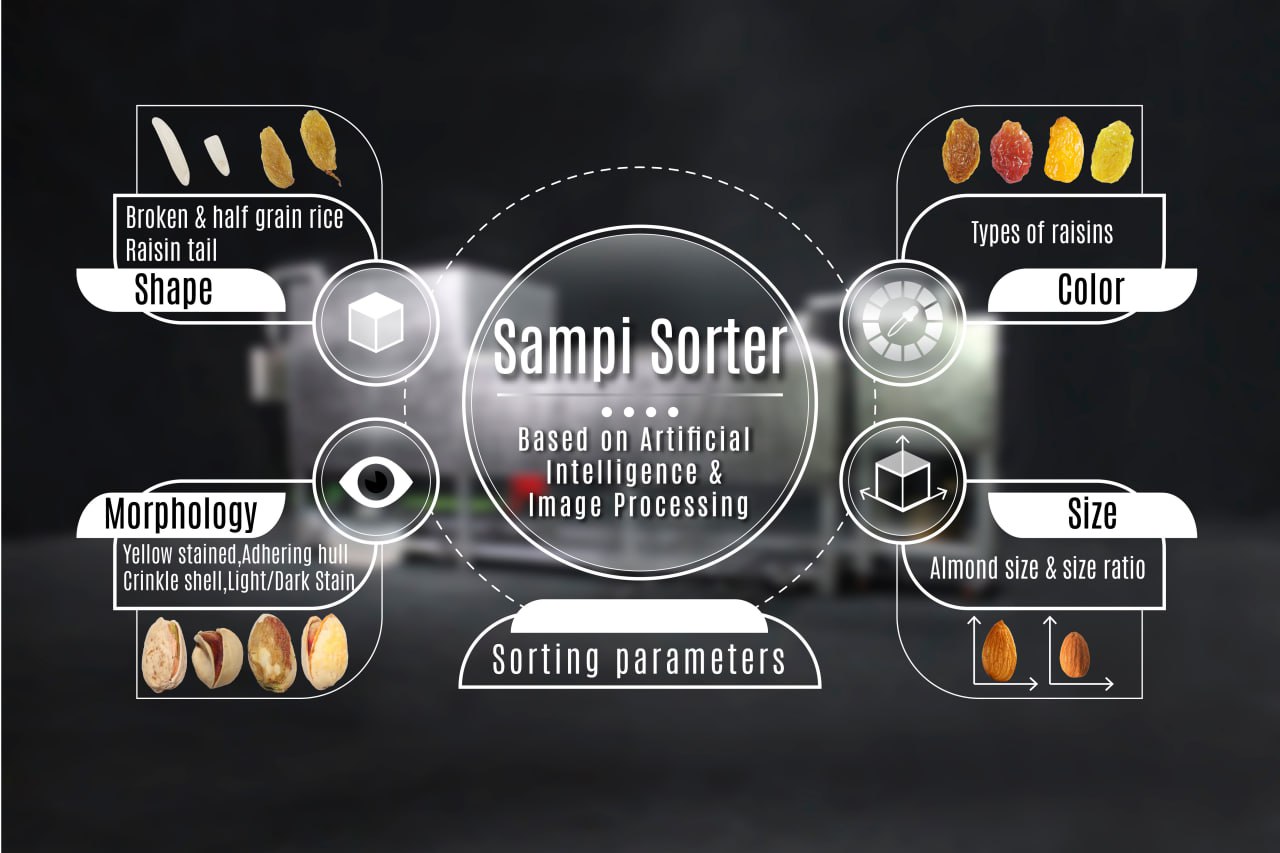 Broken & half grain rice
Raisin tail
Shape
Types of raisins
Color
Sampi Sorter
Based on Artificial
Intelligence &
Image Processing
Morphology
Yellow stained,Adhering hull
Crinkle shell,Light/Dark Stain
Size
Almond size & size ratio
Sorting parameters